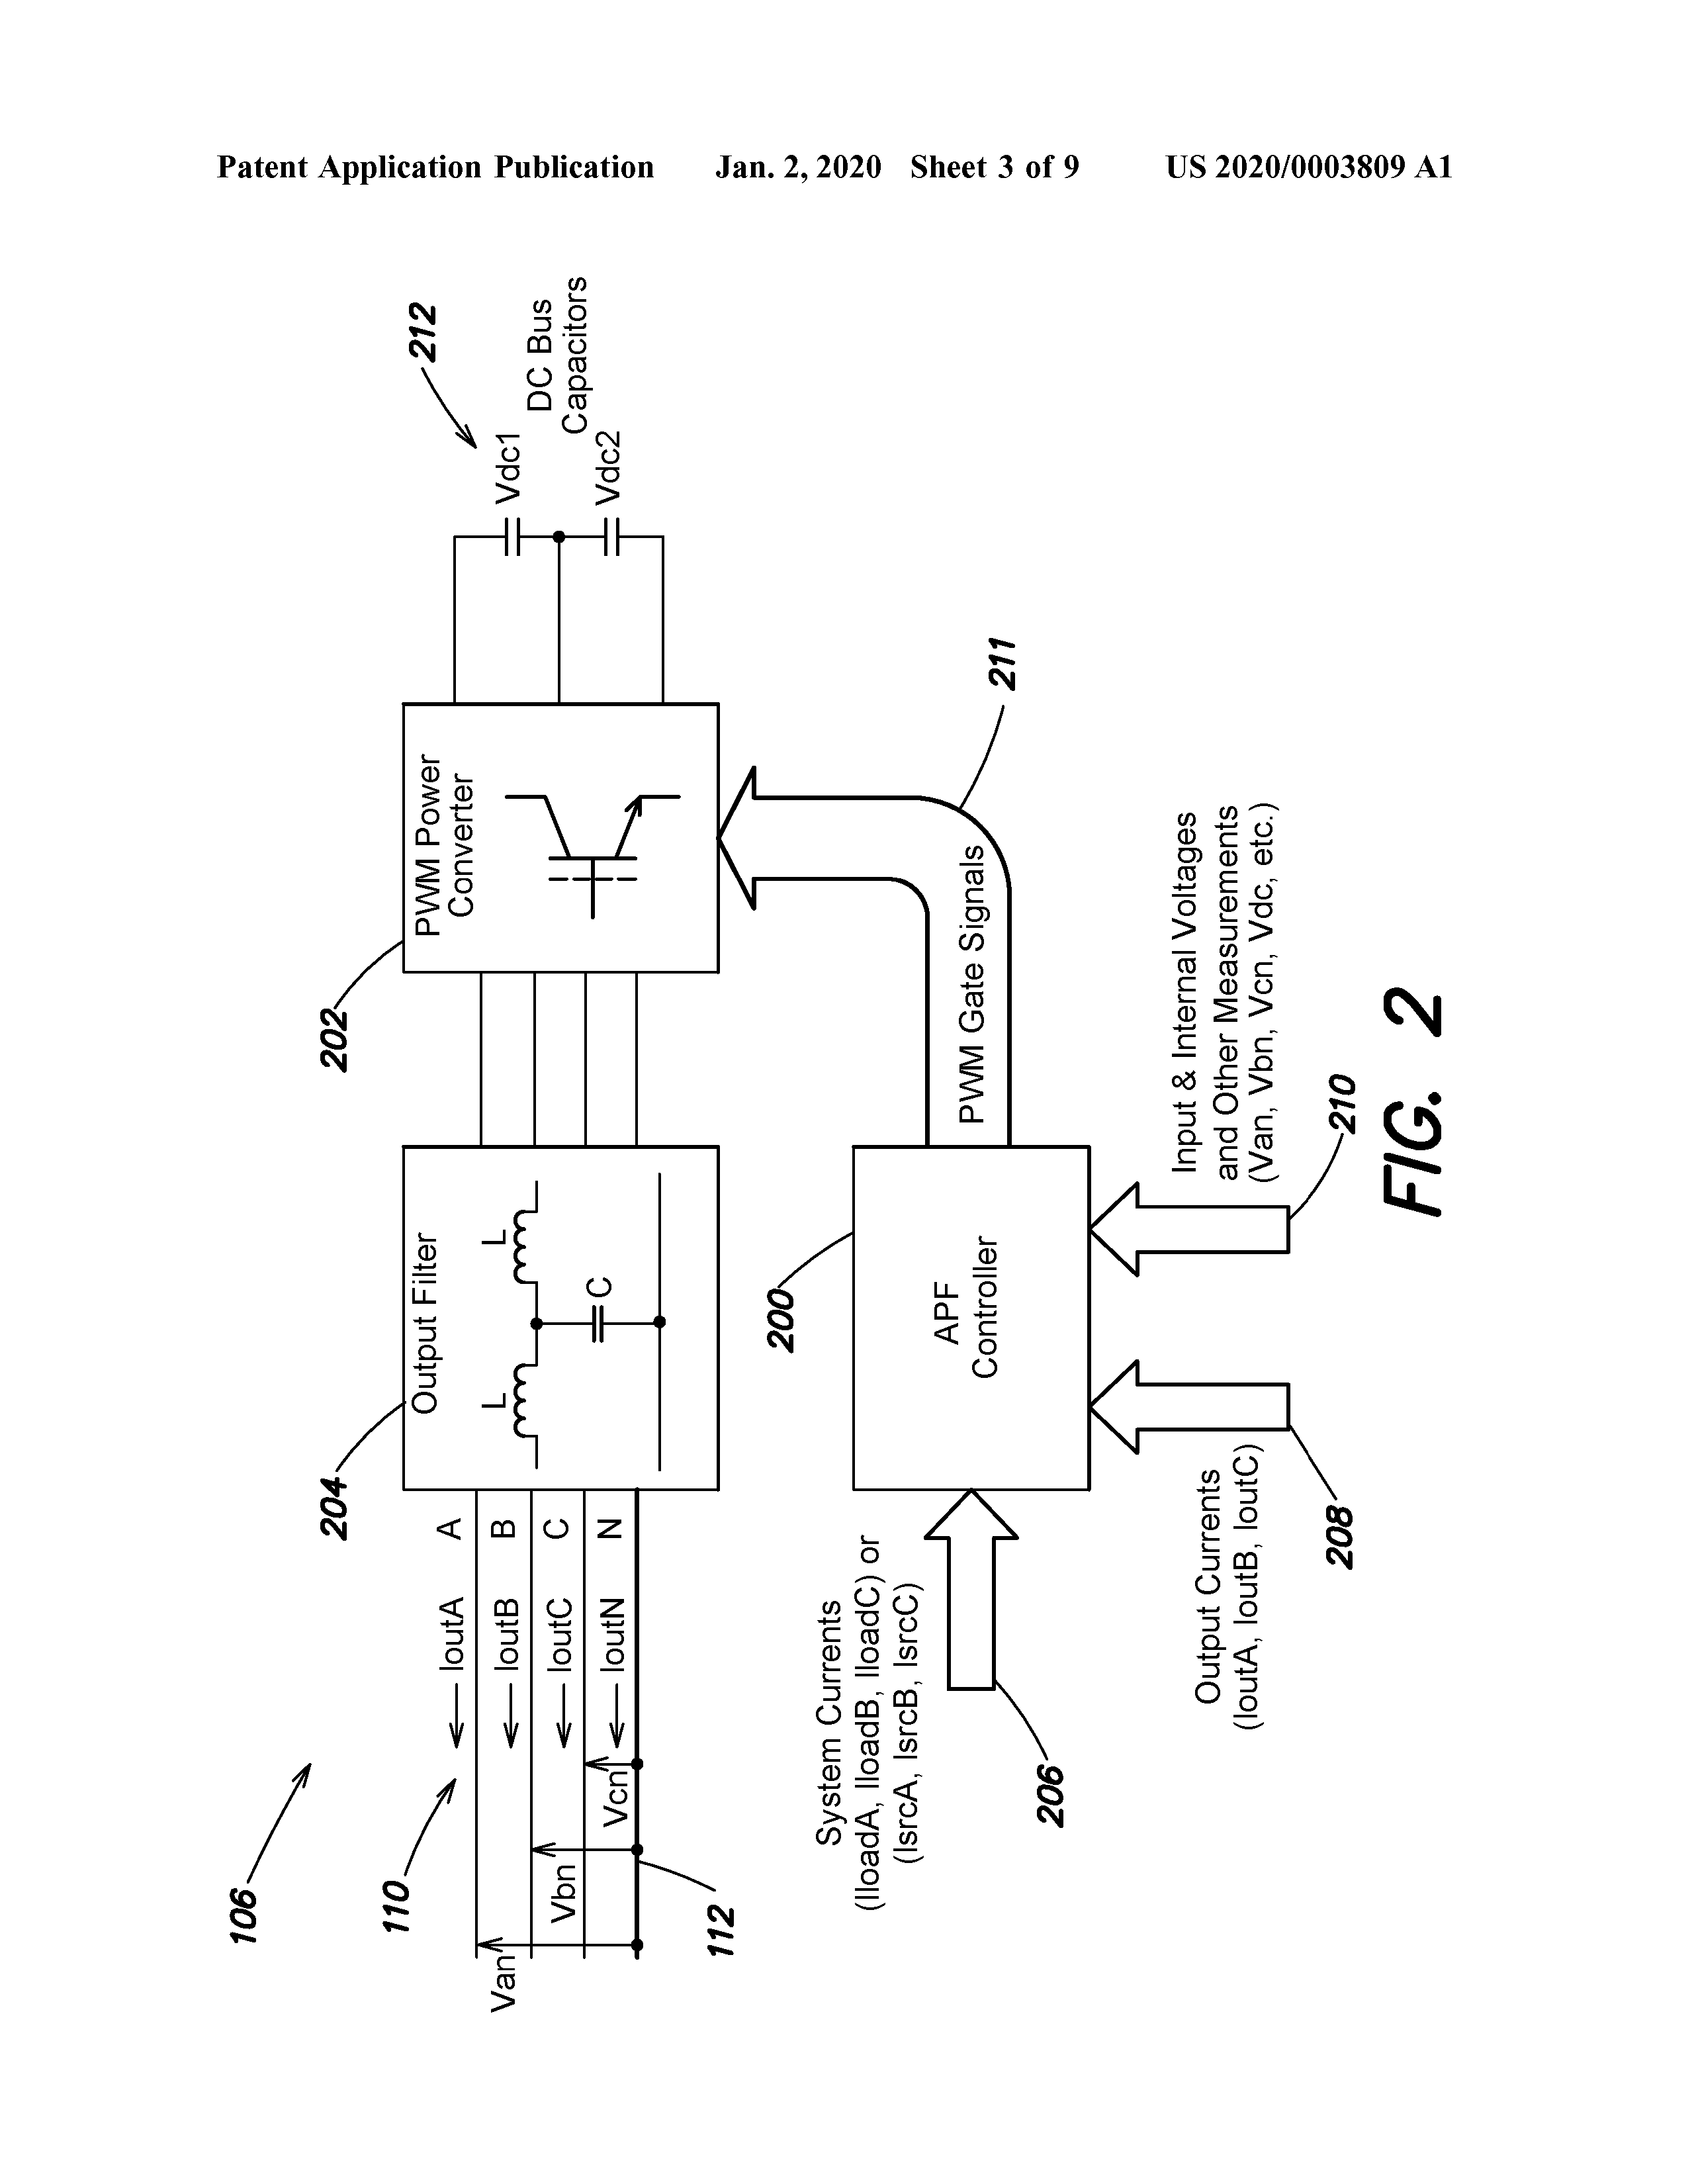 Patent Application Publication Jan. 2, 2020 Sheet 3 of 9 US 2020/0003809 A1
106
110
204
202
212
Output Filter
PWM Power
Converter
Vdc1
DC Bus
Capacitors
Vdc2
Van
Vbn
Vcn
IoutA A
IoutB B
IoutC C
IoutN N
L
L
C
112
System Currents
(IloadA, IloadB, IloadC) or
(IsrcA, IsrcB, IsrcC)
206
200
APF
Controller
PWM Gate Signals
211
Output Currents
(IoutA, IoutB, IoutC)
208
Input & Internal Voltages
and Other Measurements
(Van, Vbn, Vcn, Vdc, etc.)
210
FIG. 2